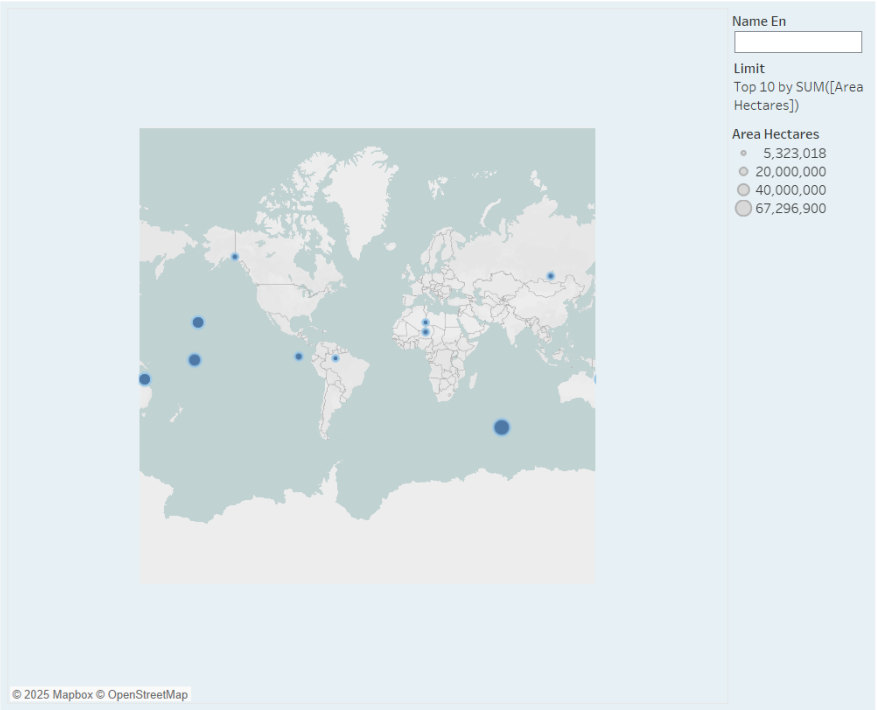 Name En
Limit
Top 10 by SUM([Area
Hectares])
Area Hectares
5,323,018
20,000,000
40,000,000
67,296,900
© 2025 Mapbox © OpenStreetMap